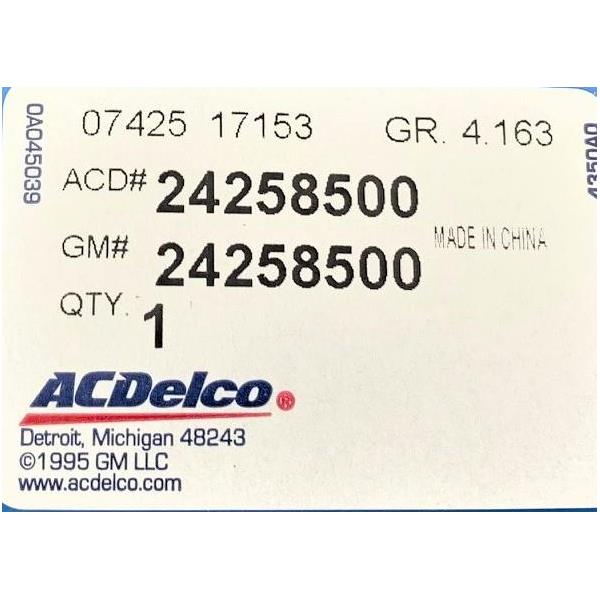 07425 17153 GR. 4.163
ACD# 24258500
GM# 24258500
MADE IN CHINA
QTY. 1
ACDelco®
Detroit, Michigan 48243
©1995 GM LLC
www.acdelco.com
0A045039
4350A0